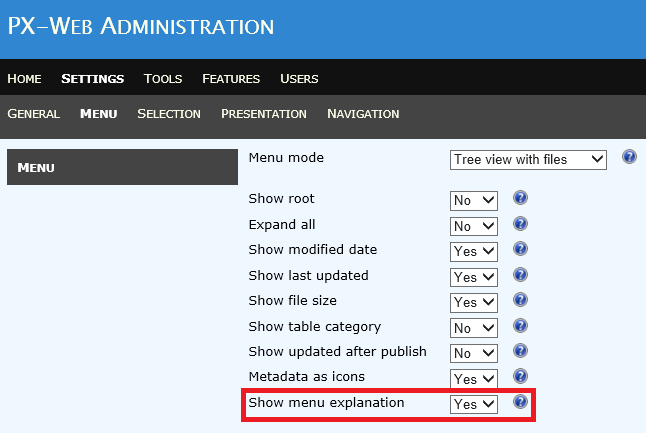 PX-Web Administration
Home Settings Tools Features Users
General Menu Selection Presentation Navigation
Menu
Menu mode Tree view with files ?
Show root No ?
Expand all No ?
Show modified date Yes ?
Show last updated Yes ?
Show file size Yes ?
Show table category No ?
Show updated after publish No ?
Metadata as icons Yes ?
Show menu explanation Yes ?